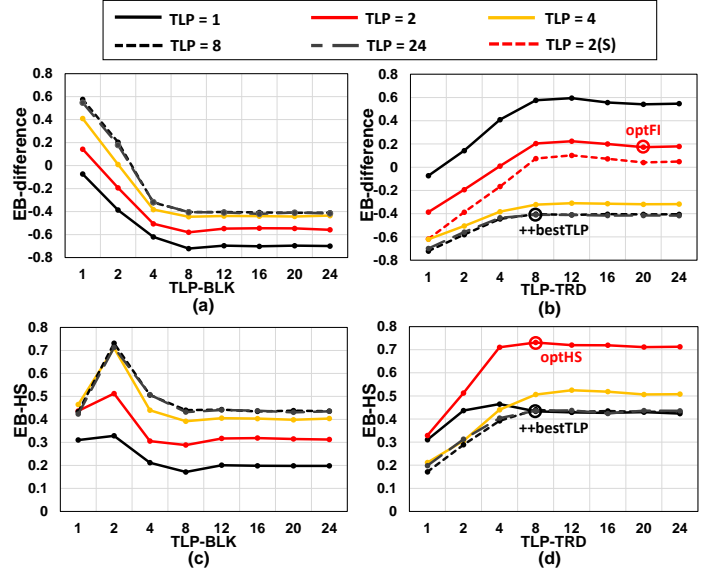 TLP = 1 TLP = 2 TLP = 4
TLP = 8 TLP = 24 TLP = 2(S)
EB-difference
0.8
0.6
0.4
0.2
0
-0.2
-0.4
-0.6
-0.8
1 2 4 8 12 16 20 24
TLP-BLK
(a)
EB-difference
0.8
0.6
0.4
0.2
0
-0.2
-0.4
-0.6
-0.8
optFI
++bestTLP
1 2 4 8 12 16 20 24
TLP-TRD
(b)
EB-HS
0.8
0.7
0.6
0.5
0.4
0.3
0.2
0.1
0
1 2 4 8 12 16 20 24
TLP-BLK
(c)
EB-HS
0.8
0.7
0.6
0.5
0.4
0.3
0.2
0.1
0
optHS
++bestTLP
1 2 4 8 12 16 20 24
TLP-TRD
(d)